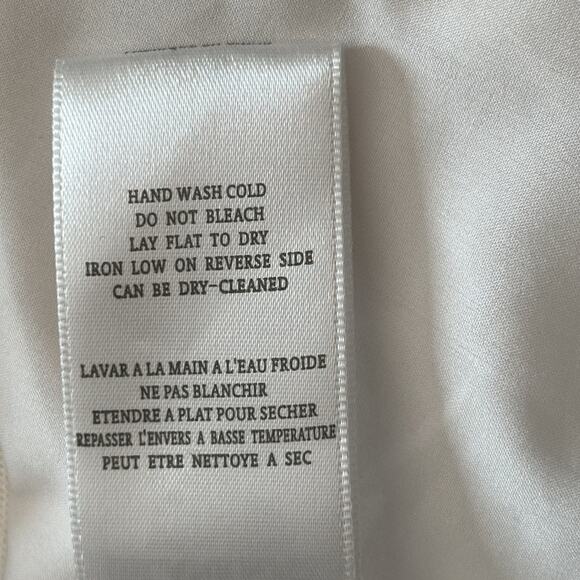 HAND WASH COLD
DO NOT BLEACH
LAY FLAT TO DRY
IRON LOW ON REVERSE SIDE
CAN BE DRY-CLEANED
LAVAR A LA MAIN A L'EAU FROIDE
NE PAS BLANCHIR
ETENDRE A PLAT POUR SECHER
REPASSER L'ENVERS A BASSE TEMPERATURE
PEUT ETRE NETTOYE A SEC